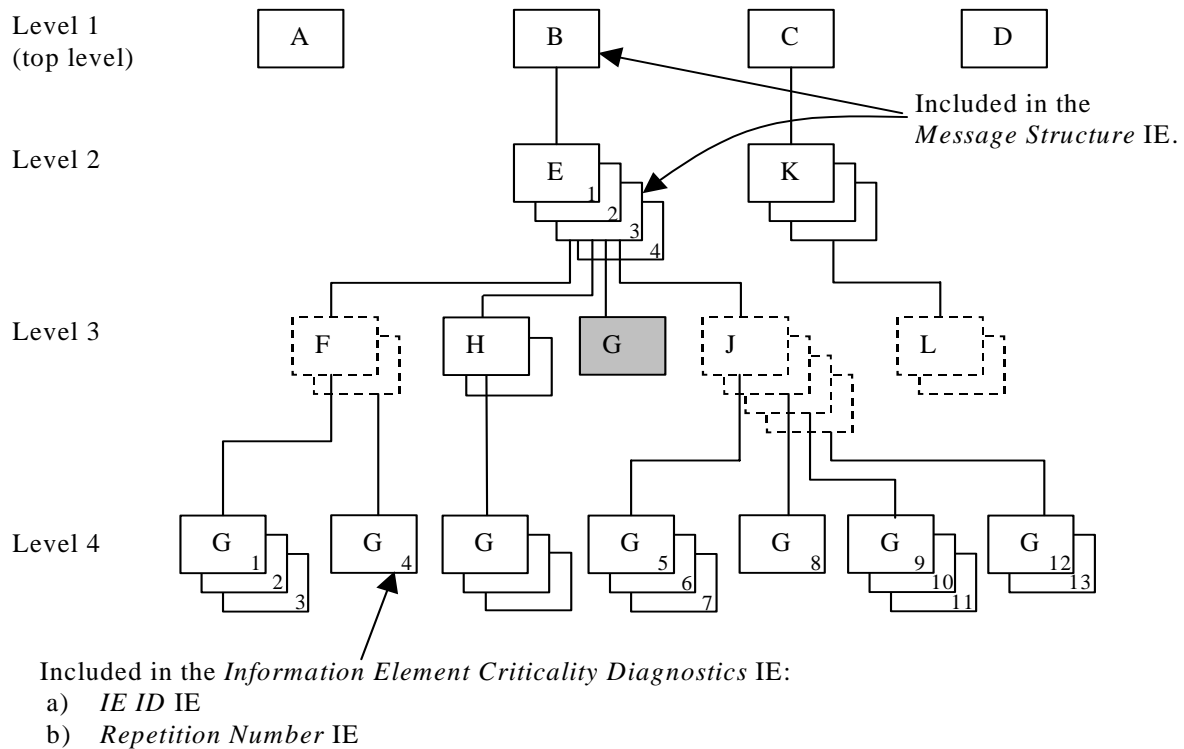 Level 1
(top level)
A
B
C
D
Included in the
Message Structure IE.
Level 2
E
1
2
3
4
K
Level 3
F
H
G
J
L
Level 4
G
1
2
3
G
4
G
G
5
6
7
G
8
G
9
10
11
G
12
13
Included in the Information Element Criticality Diagnostics IE:
a) IE ID IE
b) Repetition Number IE